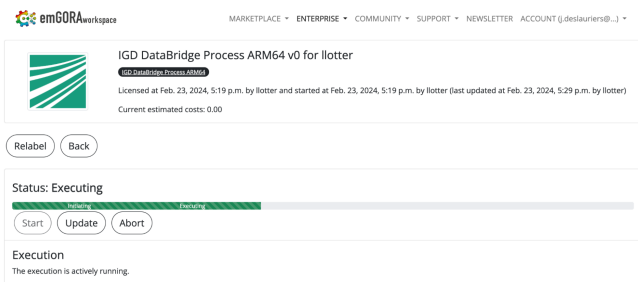 emGORAworkspace
MARKETPLACE ENTERPRISE COMMUNITY SUPPORT NEWSLETTER ACCOUNT (j.deslauriers@...)
IGD DataBridge Process ARM64 v0 for llotter
IGD DataBridge Process ARM64
Licensed at Feb. 23, 2024, 5:19 p.m. by llotter and started at Feb. 23, 2024, 5:19 p.m. by llotter (last updated at Feb. 23, 2024, 5:29 p.m. by llotter)
Current estimated costs: 0.00
Relabel Back
Status: Executing
Initiating Executing
Start Update Abort
Execution
The execution is actively running.